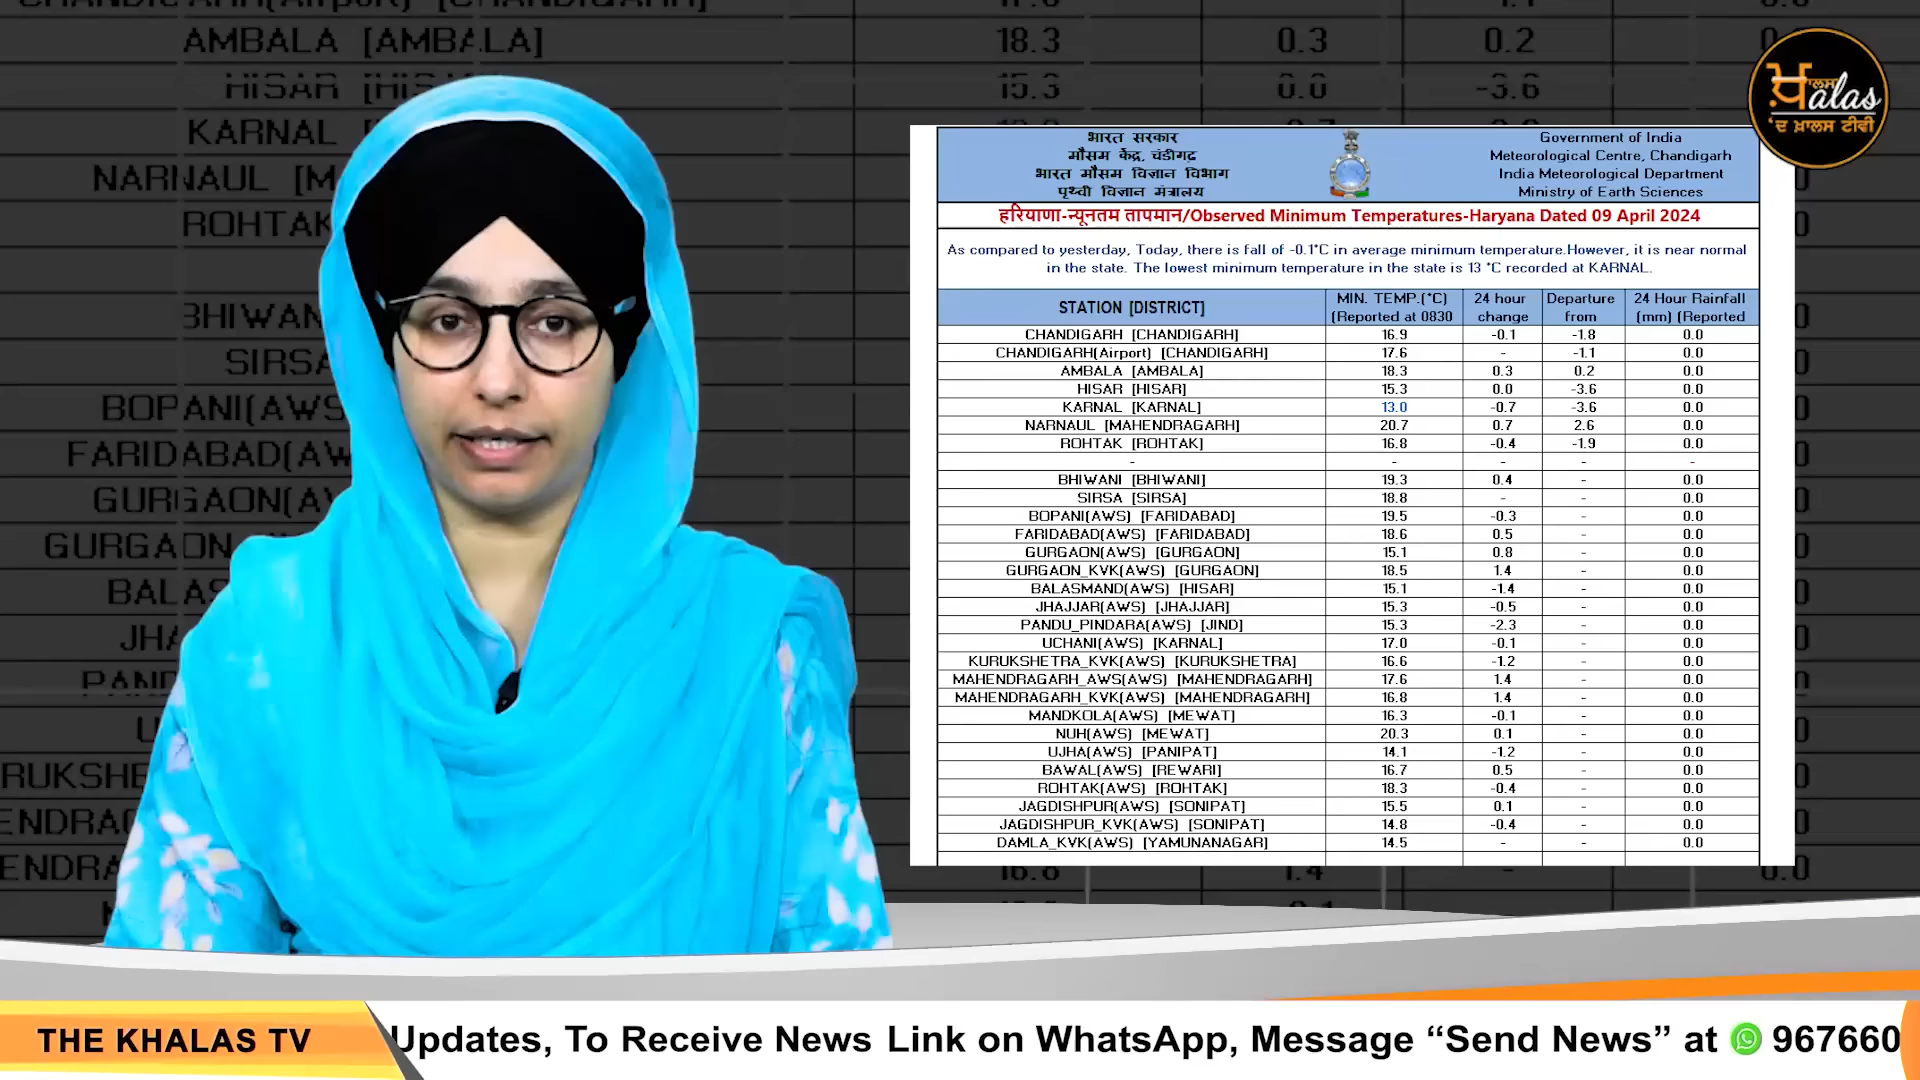 AMBALA [AMBALA] 18.3 0.3 0.2
HISAR 15.3 0.0 -3.6
KARNAL
NARNAUL
ROHTAK
ਖ਼ਾਲਸ
alas
'ਦ ਖ਼ਾਲਸ ਟੀਵੀ
भारत सरकार
मौसम केंद्र, चंडीगढ़
भारत मौसम विज्ञान विभाग
पृथ्वी विज्ञान मंत्रालय
Government of India
Meteorological Centre, Chandigarh
India Meteorological Department
Ministry of Earth Sciences
हरियाणा-न्यूनतम तापमान/Observed Minimum Temperatures-Haryana Dated 09 April 2024
As compared to yesterday, Today, there is fall of -0.1°C in average minimum temperature.However, it is near normal
in the state. The lowest minimum temperature in the state is 13 °C recorded at KARNAL.
STATION [DISTRICT] MIN. TEMP.(°C) (Reported at 0830 24 hour change Departure from 24 Hour Rainfall (mm) (Reported
CHANDIGARH [CHANDIGARH] 16.9 -0.1 -1.8 0.0
CHANDIGARH(Airport) [CHANDIGARH] 17.6 - -1.1 0.0
AMBALA [AMBALA] 18.3 0.3 0.2 0.0
HISAR [HISAR] 15.3 0.0 -3.6 0.0
KARNAL [KARNAL] 13.0 -0.7 -3.6 0.0
NARNAUL [MAHENDRAGARH] 20.7 0.7 2.6 0.0
ROHTAK [ROHTAK] 16.8 -0.4 -1.9 0.0
- - - - -
BHIWANI [BHIWANI] 19.3 0.4 - 0.0
SIRSA [SIRSA] 18.8 - - 0.0
BOPANI(AWS) [FARIDABAD] 19.5 -0.3 - 0.0
FARIDABAD(AWS) [FARIDABAD] 18.6 0.5 - 0.0
GURGAON(AWS) [GURGAON] 15.1 0.8 - 0.0
GURGAON_KVK(AWS) [GURGAON] 18.5 1.4 - 0.0
BALASMAND(AWS) [HISAR] 15.1 -1.4 - 0.0
JHAJJAR(AWS) [JHAJJAR] 15.3 -0.5 - 0.0
PANDU_PINDARA(AWS) [JIND] 15.3 -2.3 - 0.0
UCHANI(AWS) [KARNAL] 17.0 -0.1 - 0.0
KURUKSHETRA_KVK(AWS) [KURUKSHETRA] 16.6 -1.2 - 0.0
MAHENDRAGARH_AWS(AWS) [MAHENDRAGARH] 17.6 1.4 - 0.0
MAHENDRAGARH_KVK(AWS) [MAHENDRAGARH] 16.8 1.4 - 0.0
MANDKOLA(AWS) [MEWAT] 16.3 -0.1 - 0.0
NUH(AWS) [MEWAT] 20.3 0.1 - 0.0
UJHA(AWS) [PANIPAT] 14.1 -1.2 - 0.0
BAWAL(AWS) [REWARI] 16.7 0.5 - 0.0
ROHTAK(AWS) [ROHTAK] 18.3 -0.4 - 0.0
JAGDISHPUR(AWS) [SONIPAT] 15.5 0.1 - 0.0
JAGDISHPUR_KVK(AWS) [SONIPAT] 14.8 -0.4 - 0.0
DAMLA_KVK(AWS) [YAMUNANAGAR] 14.5 - - 0.0
THE KHALAS TV
Updates, To Receive News Link on WhatsApp, Message “Send News” at 967660